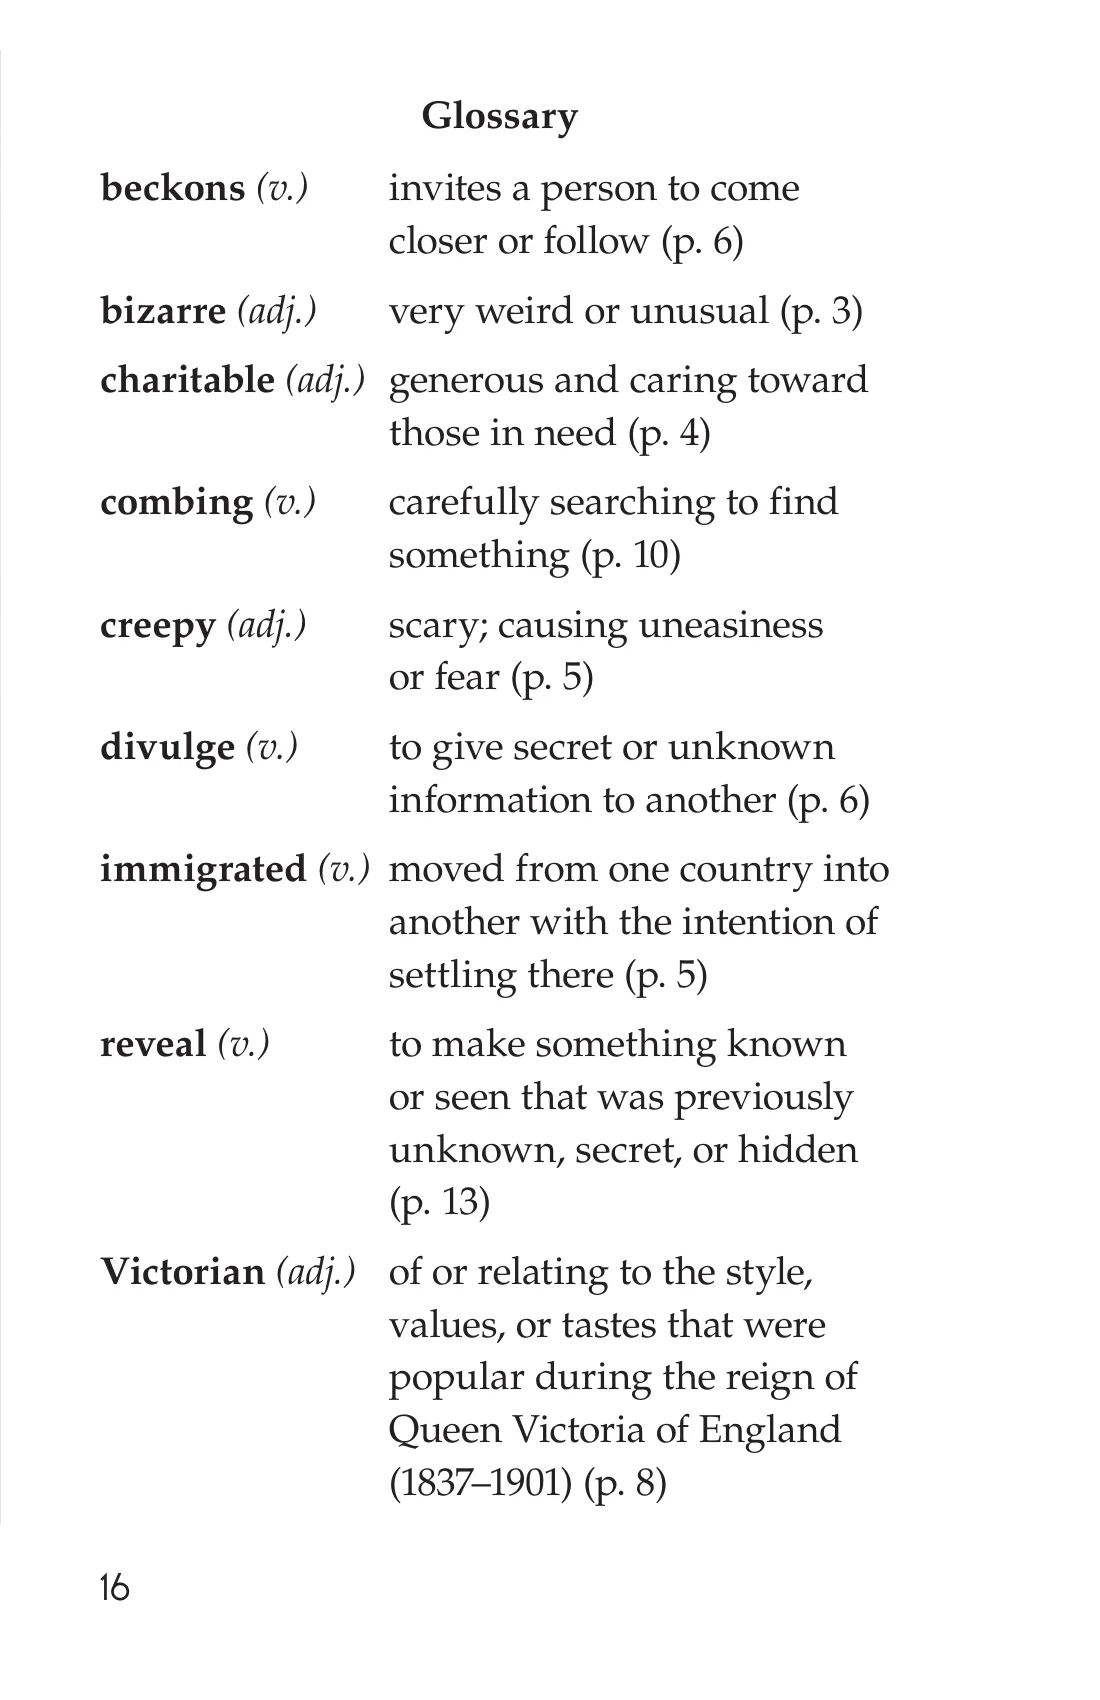 Glossary
beckons (v.) invites a person to come
closer or follow (p. 6)
bizarre (adj.) very weird or unusual (p. 3)
charitable (adj.) generous and caring toward
those in need (p. 4)
combing (v.) carefully searching to find
something (p. 10)
creepy (adj.) scary; causing uneasiness
or fear (p. 5)
divulge (v.) to give secret or unknown
information to another (p. 6)
immigrated (v.) moved from one country into
another with the intention of
settling there (p. 5)
reveal (v.) to make something known
or seen that was previously
unknown, secret, or hidden
(p. 13)
Victorian (adj.) of or relating to the style,
values, or tastes that were
popular during the reign of
Queen Victoria of England
(1837–1901) (p. 8)
16